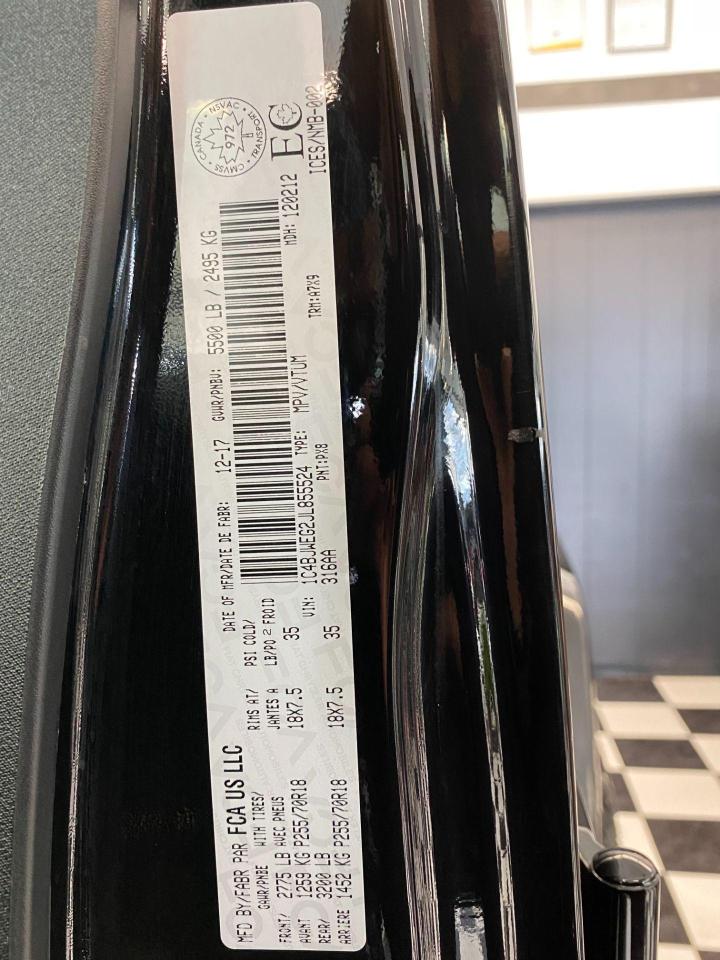 MFD BY/FABR PAR FCA US LLC
DATE OF MFR/DATE DE FABR: 12-17 GVWR/PNBV: 5500 LB / 2495 KG
GAWR/PNBE WITH TIRES/ RIMS AT/ PSI COLD/
AVEC PNEUS JANTES A LB/PO 2 FROID
FRONT/ 2775 LB
AVANT 1259 KG P255/70R18 18X7.5 35
REAR/ 3200 LB
ARRIERE 1452 KG P255/70R18 18X7.5 35
VIN: 1C4BJWEG2JL855524 TYPE: MPV/VTUM MDH: 120212
316AA PNT:PX8 TRM:A7X9
CANADA • NSVAC • TRANSPORT • CMVSS
972
EC
ICES/NMB-002